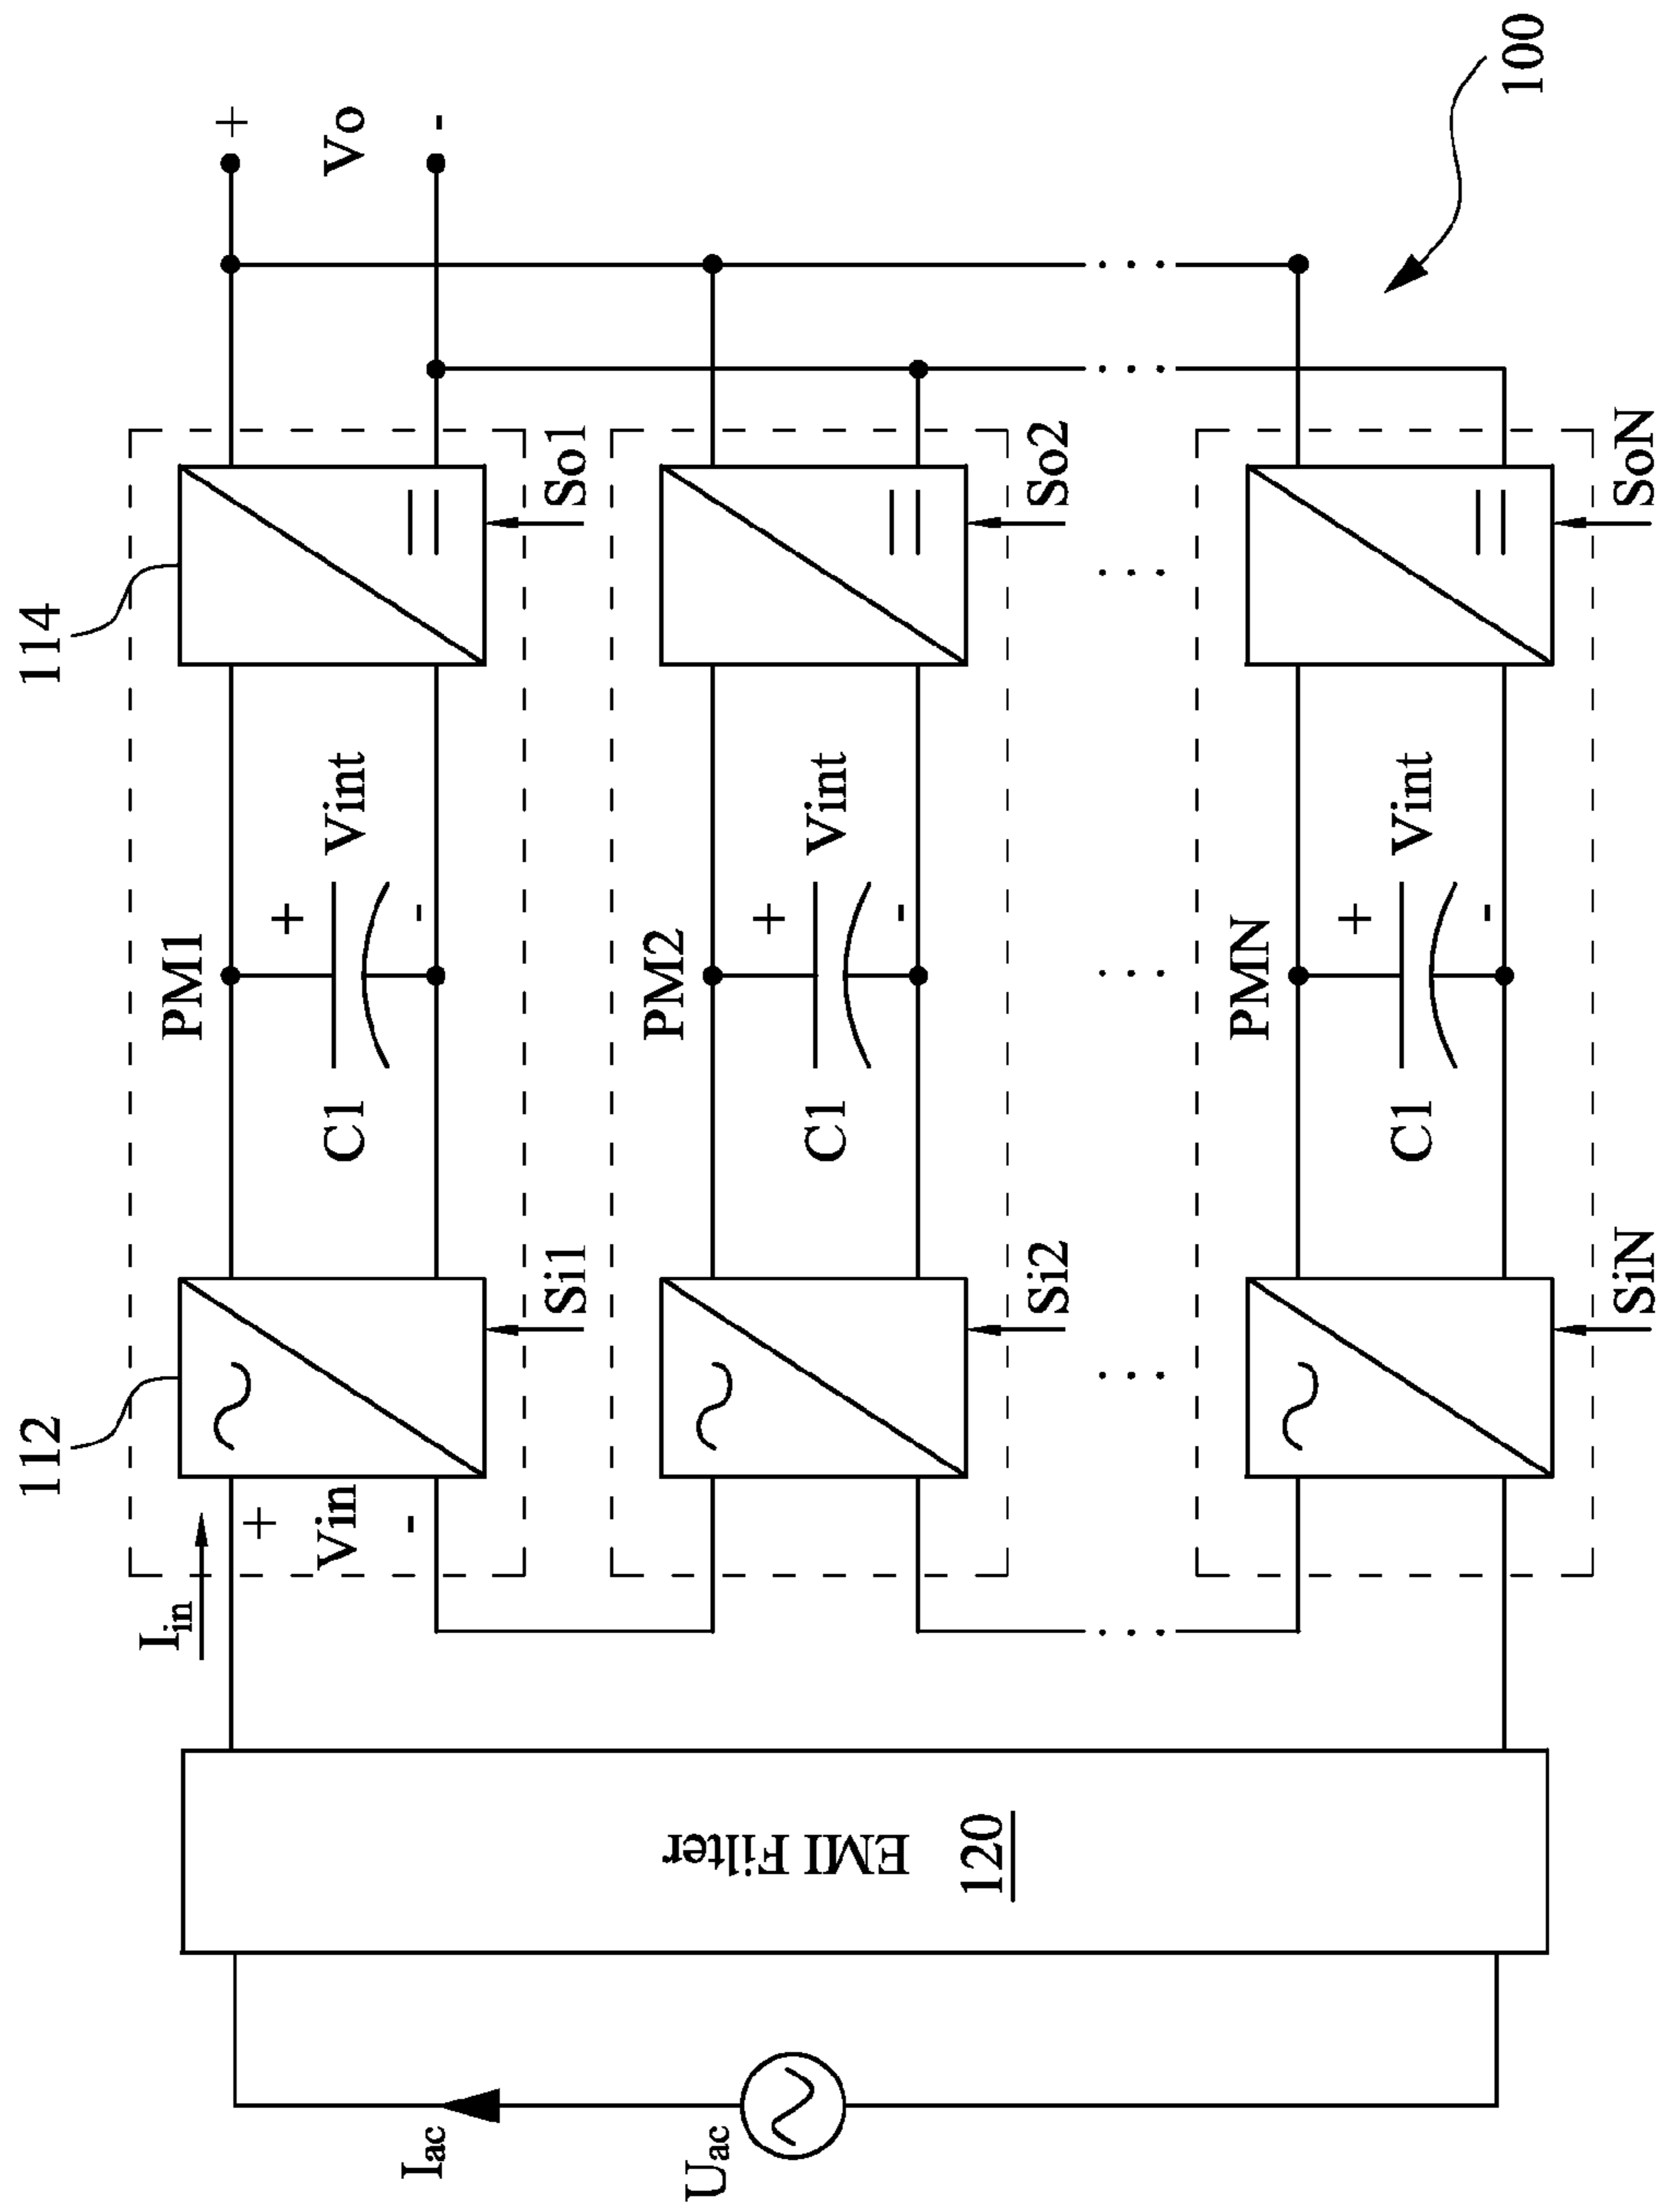 100
+
Vo
-
114
So1
So2
SoN
PM1
+
Vint
-
C1
PM2
+
Vint
-
C1
PMN
+
Vint
-
C1
112
Si1
Si2
SiN
Iin
+
Vin
-
EMI Filter
120
Iac
Uac